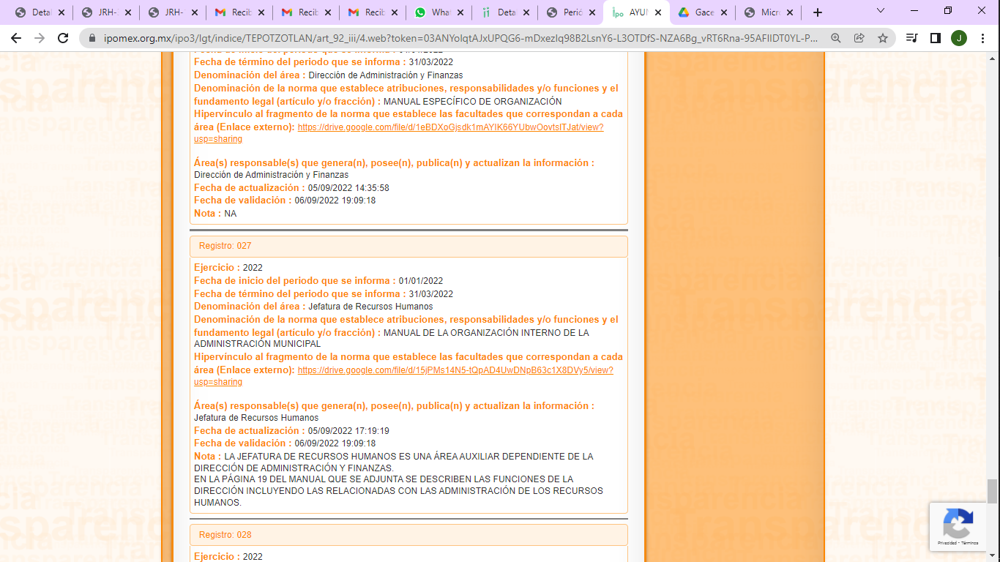 Detal
JRH-
JRH-
Recib
Recib
Recib
What
Detal
Perió
AYUN
Gace
Micro
ipomex.org.mx/ipo3/lgt/indice/TEPOTZOTLAN/art_92_iii/4.web?token=03ANYolqtAJxUPQG6-mDxezIq98B2LsnY6-L3OTDfS-NZA6Bg_vRT6Rna-95AFIIDT0YL-P...
J
Fecha de término del periodo que se informa : 31/03/2022
Denominación del área : Dirección de Administración y Finanzas
Denominación de la norma que establece atribuciones, responsabilidades y/o funciones y el
fundamento legal (artículo y/o fracción) : MANUAL ESPECÍFICO DE ORGANIZACIÓN
Hipervínculo al fragmento de la norma que establece las facultades que correspondan a cada
área (Enlace externo): https://drive.google.com/file/d/1eBDXoGjsdk1mAYIK66YUbwOovtsITJat/view?
usp=sharing
Área(s) responsable(s) que genera(n), posee(n), publica(n) y actualizan la información :
Dirección de Administración y Finanzas
Fecha de actualización : 05/09/2022 14:35:58
Fecha de validación : 06/09/2022 19:09:18
Nota : NA
Registro: 027
Ejercicio : 2022
Fecha de inicio del periodo que se informa : 01/01/2022
Fecha de término del periodo que se informa : 31/03/2022
Denominación del área : Jefatura de Recursos Humanos
Denominación de la norma que establece atribuciones, responsabilidades y/o funciones y el
fundamento legal (artículo y/o fracción) : MANUAL DE LA ORGANIZACIÓN INTERNO DE LA
ADMINISTRACIÓN MUNICIPAL
Hipervínculo al fragmento de la norma que establece las facultades que correspondan a cada
área (Enlace externo): https://drive.google.com/file/d/15jPMs14N5-tQpAD4UwDNpB63c1X8DVy5/view?
usp=sharing
Área(s) responsable(s) que genera(n), posee(n), publica(n) y actualizan la información :
Jefatura de Recursos Humanos
Fecha de actualización : 05/09/2022 17:19:19
Fecha de validación : 06/09/2022 19:09:18
Nota : LA JEFATURA DE RECURSOS HUMANOS ES UNA ÁREA AUXILIAR DEPENDIENTE DE LA
DIRECCIÓN DE ADMINISTRACIÓN Y FINANZAS.
EN LA PÁGINA 19 DEL MANUAL QUE SE ADJUNTA SE DESCRIBEN LAS FUNCIONES DE LA
DIRECCIÓN INCLUYENDO LAS RELACIONADAS CON LAS ADMINISTRACIÓN DE LOS RECURSOS
HUMANOS.
Registro: 028
Ejercicio : 2022
Privacidad - Términos